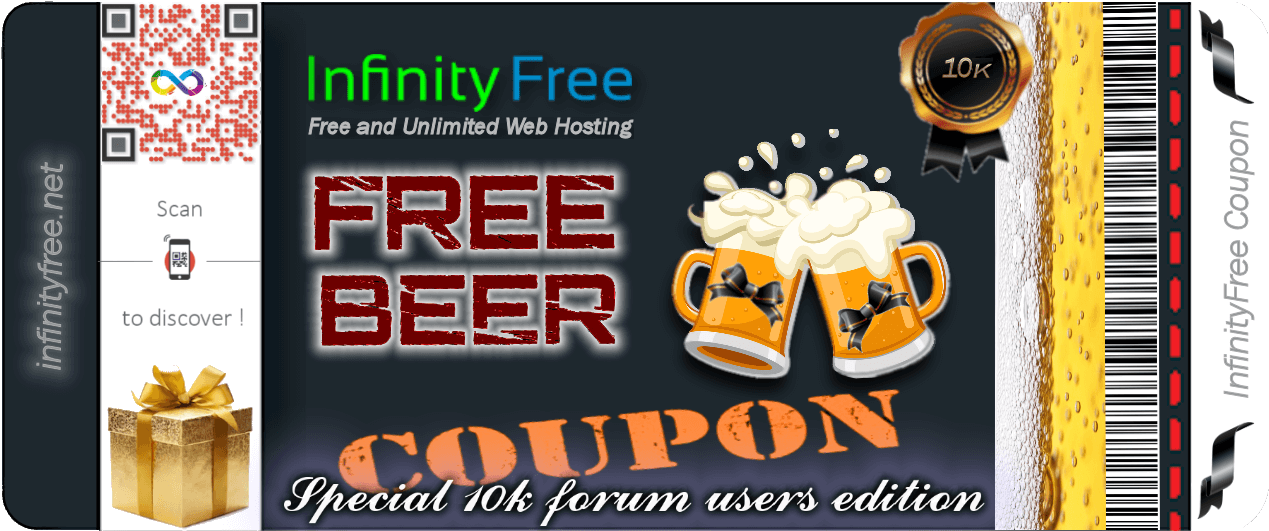 infinityfree.net
Scan
to discover !
Infinity Free
Free and Unlimited Web Hosting
FREE
BEER
COUPON
Special 10k forum users edition
10K
InfinityFree Coupon